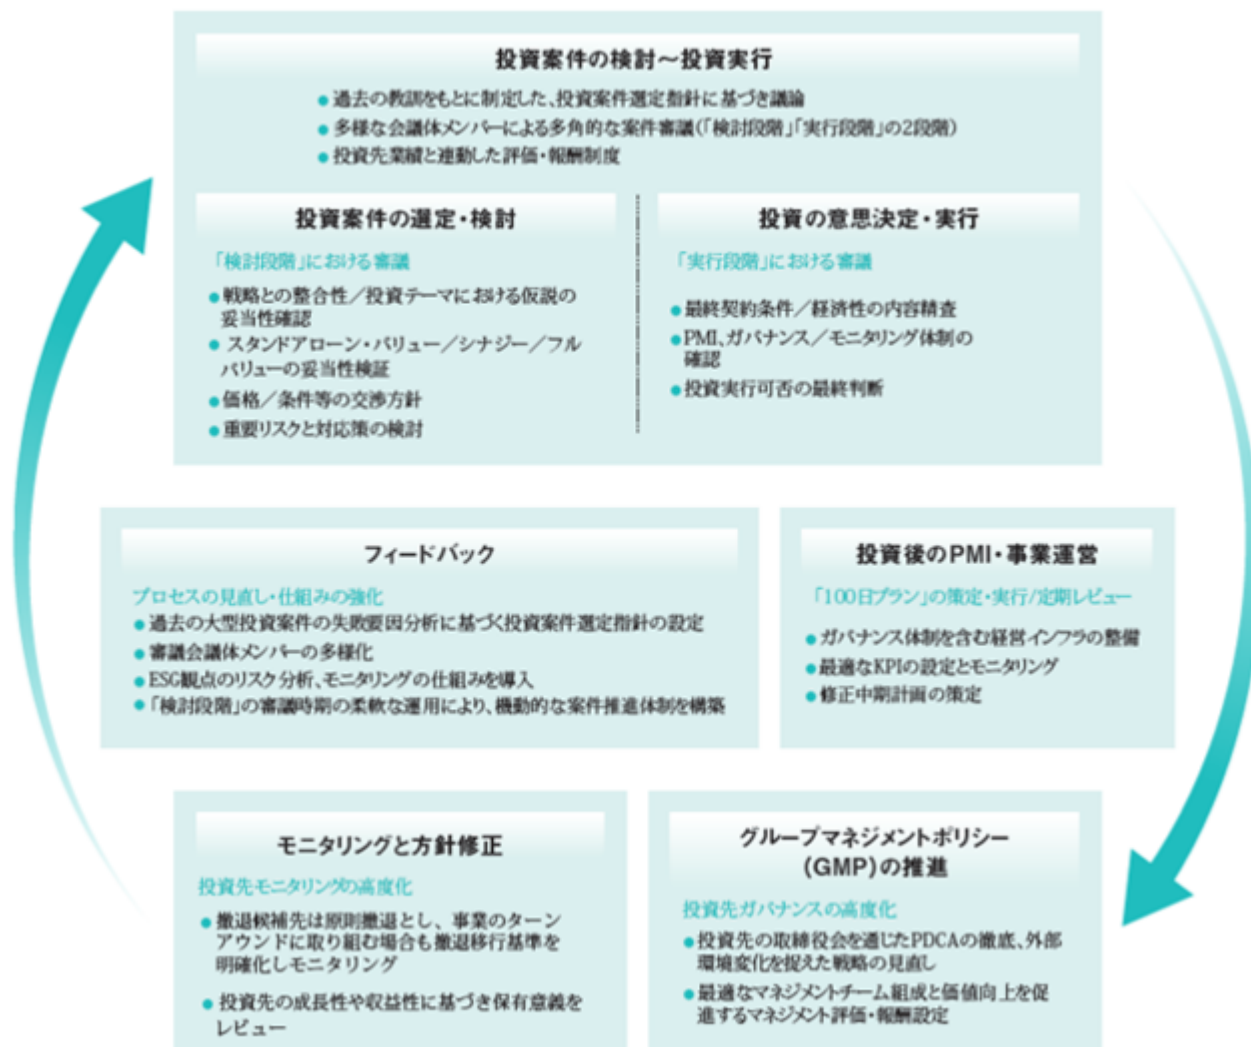 投資案件の検討～投資実行
●過去の教訓をもとに制定した、投資案件選定指針に基づき議論
●多様な会議体メンバーによる多角的な案件審議(「検討段階」「実行段階」の2段階)
●投資先業績と連動した評価・報酬制度
投資案件の選定・検討
「検討段階」における審議
●戦略との整合性／投資テーマにおける仮説の
妥当性確認
●スタンドアローン・バリュー／シナジー／フル
バリューの妥当性検証
●価格／条件等の交渉方針
●重要リスクと対応策の検討
投資の意思決定・実行
「実行段階」における審議
●最終契約条件／経済性の内容精査
●PMI、ガバナンス／モニタリング体制の
確認
●投資実行可否の最終判断
フィードバック
プロセスの見直し・仕組みの強化
●過去の大型投資案件の失敗要因分析に基づく投資案件選定指針の設定
●審議会議体メンバーの多様化
●ESG観点のリスク分析、モニタリングの仕組みを導入
●「検討段階」の審議時期の柔軟な運用により、機動的な案件推進体制を構築
投資後のPMI・事業運営
「100日プラン」の策定・実行/定期レビュー
●ガバナンス体制を含む経営インフラの整備
●最適なKPIの設定とモニタリング
●修正中期計画の策定
モニタリングと方針修正
投資先モニタリングの高度化
●撤退候補先は原則撤退とし、事業のターン
アウンドに取り組む場合も撤退移行基準を
明確化しモニタリング
●投資先の成長性や収益性に基づき保有意義を
レビュー
グループマネジメントポリシー
(GMP)の推進
投資先ガバナンスの高度化
●投資先の取締役会を通じたPDCAの徹底、外部
環境変化を捉えた戦略の見直し
●最適なマネジメントチーム組成と価値向上を促
進するマネジメント評価・報酬設定